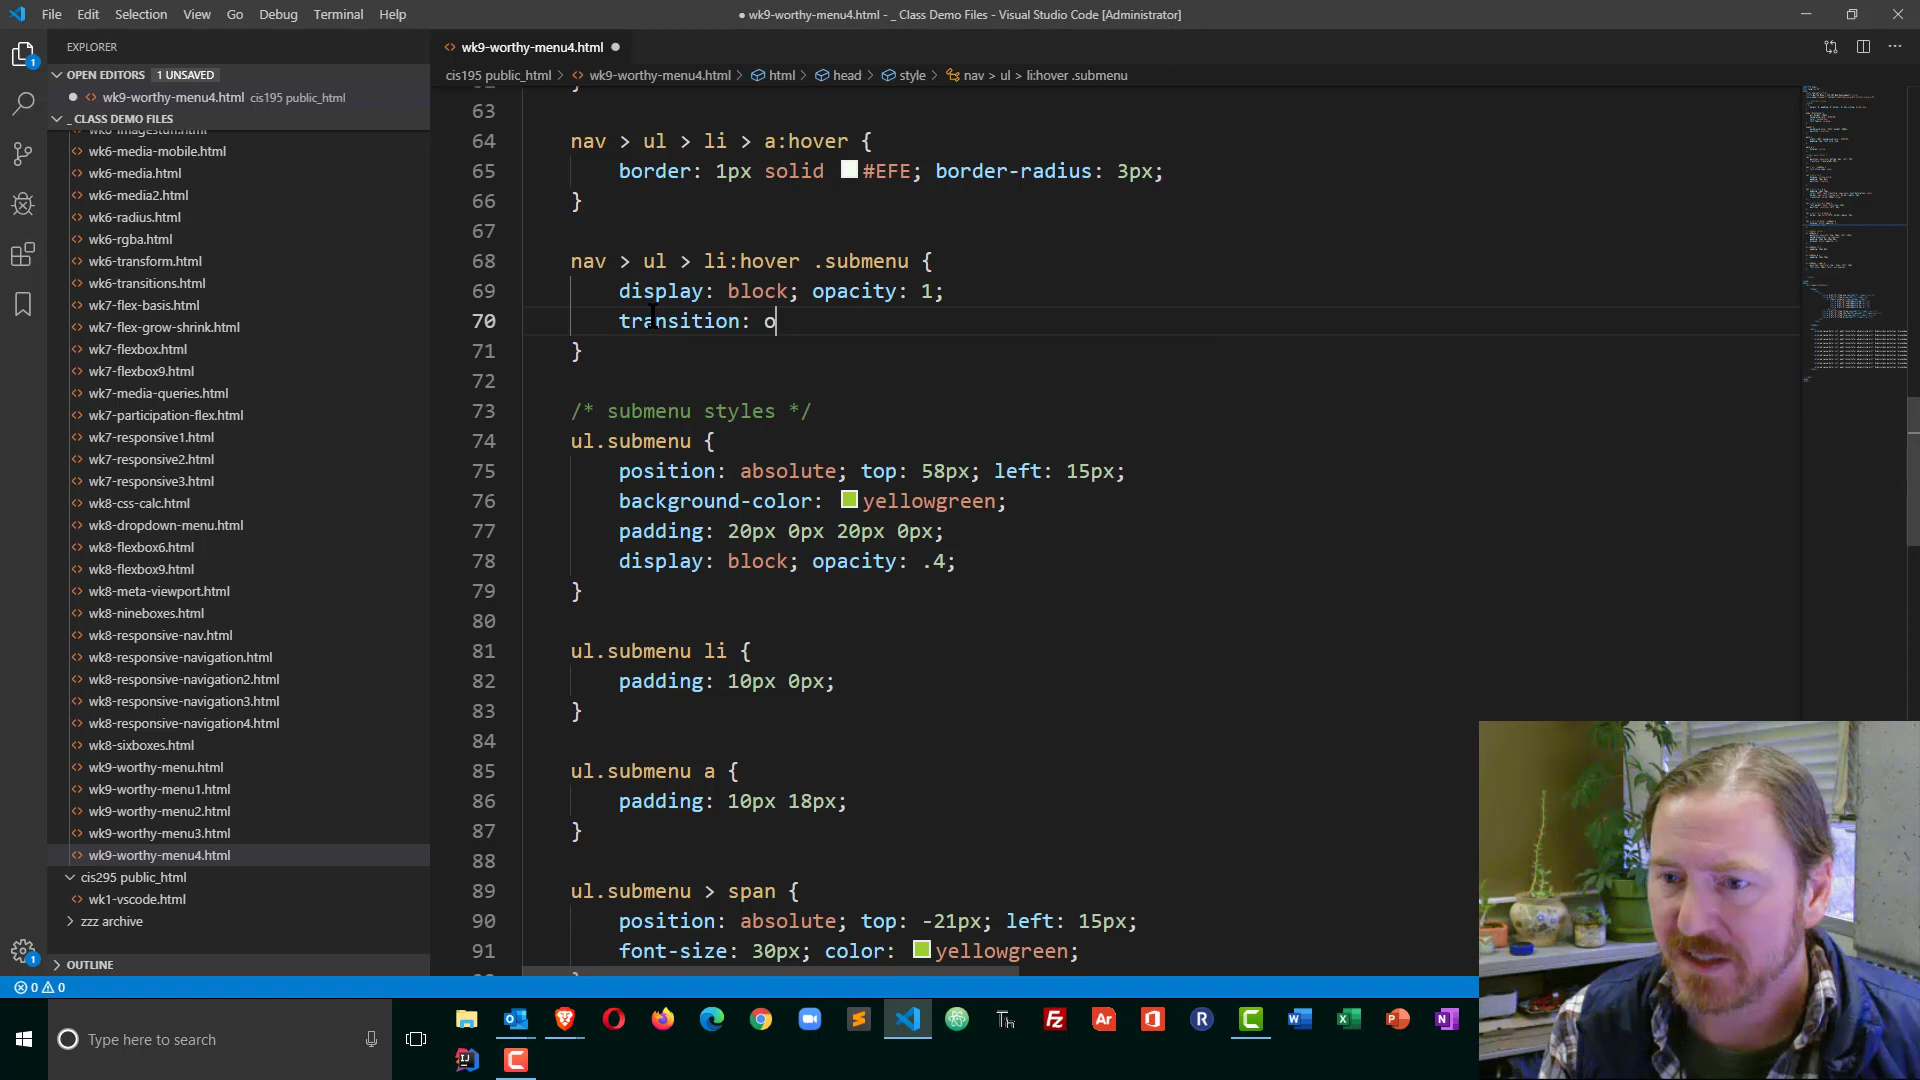 File Edit Selection View Go Debug Terminal Help
● wk9-worthy-menu4.html - _ Class Demo Files - Visual Studio Code [Administrator]
EXPLORER
OPEN EDITORS 1 UNSAVED
wk9-worthy-menu4.html cis195 public_html
_ CLASS DEMO FILES
wk6-media-mobile.html
wk6-media.html
wk6-media2.html
wk6-radius.html
wk6-rgba.html
wk6-transform.html
wk6-transitions.html
wk7-flex-basis.html
wk7-flex-grow-shrink.html
wk7-flexbox.html
wk7-flexbox9.html
wk7-media-queries.html
wk7-participation-flex.html
wk7-responsive1.html
wk7-responsive2.html
wk7-responsive3.html
wk8-css-calc.html
wk8-dropdown-menu.html
wk8-flexbox6.html
wk8-flexbox9.html
wk8-meta-viewport.html
wk8-nineboxes.html
wk8-responsive-nav.html
wk8-responsive-navigation.html
wk8-responsive-navigation2.html
wk8-responsive-navigation3.html
wk8-responsive-navigation4.html
wk8-sixboxes.html
wk9-worthy-menu.html
wk9-worthy-menu1.html
wk9-worthy-menu2.html
wk9-worthy-menu3.html
wk9-worthy-menu4.html
cis295 public_html
wk1-vscode.html
zzz archive
OUTLINE
wk9-worthy-menu4.html
cis195 public_html > wk9-worthy-menu4.html > html > head > style > nav > ul > li:hover .submenu
63
64 nav > ul > li > a:hover {
65 border: 1px solid #EFE; border-radius: 3px;
66 }
67
68 nav > ul > li:hover .submenu {
69 display: block; opacity: 1;
70 transition: o
71 }
72
73 /* submenu styles */
74 ul.submenu {
75 position: absolute; top: 58px; left: 15px;
76 background-color: yellowgreen;
77 padding: 20px 0px 20px 0px;
78 display: block; opacity: .4;
79 }
80
81 ul.submenu li {
82 padding: 10px 0px;
83 }
84
85 ul.submenu a {
86 padding: 10px 18px;
87 }
88
89 ul.submenu > span {
90 position: absolute; top: -21px; left: 15px;
91 font-size: 30px; color: yellowgreen;
0 0
Type here to search